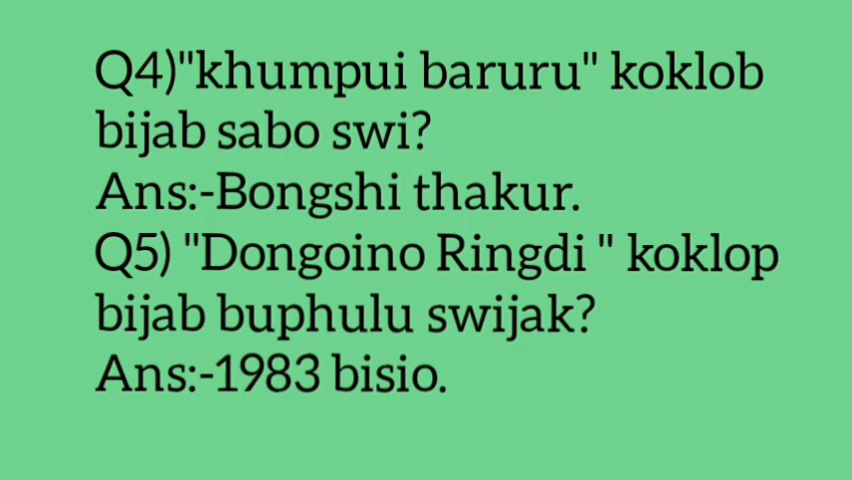 Q4)"khumpui baruru" koklob
bijab sabo swi?
Ans:-Bongshi thakur.
Q5) "Dongoino Ringdi " koklop
bijab buphulu swijak?
Ans:-1983 bisio.